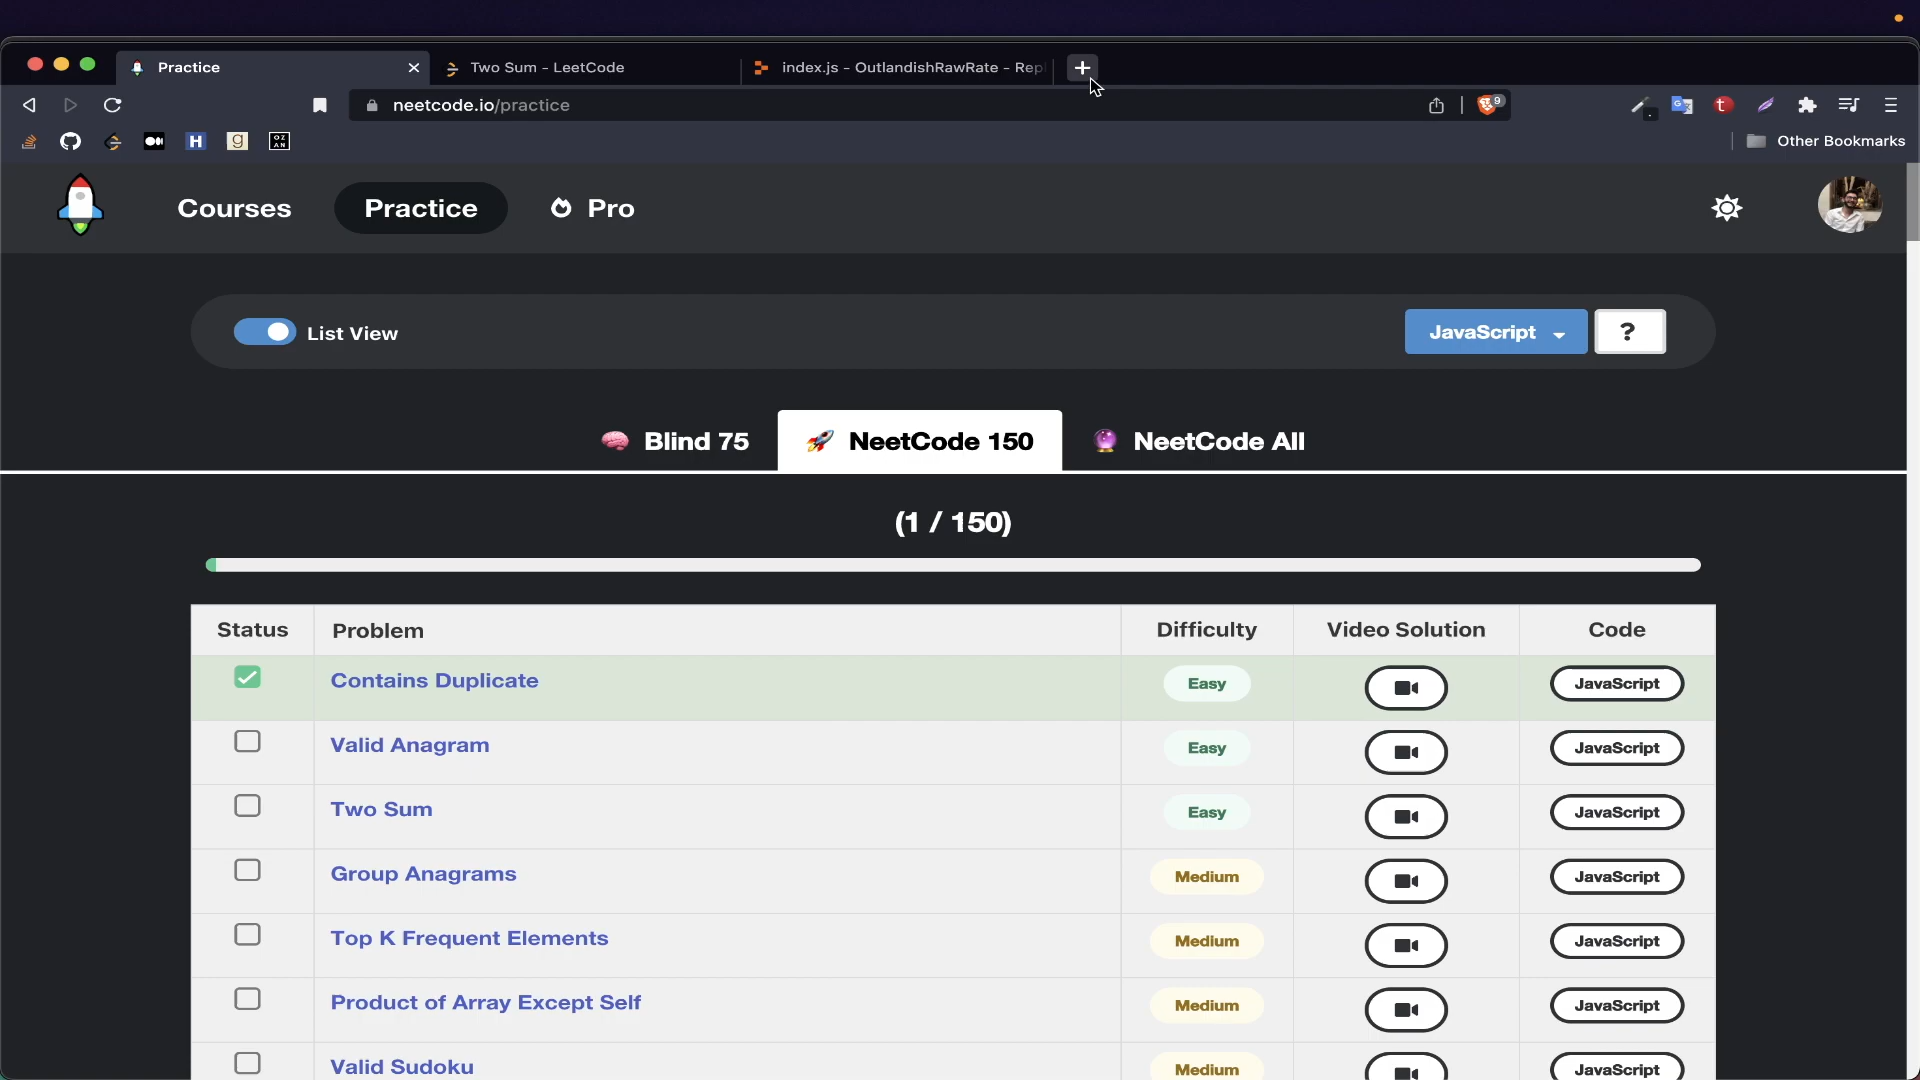 Practice
Two Sum - LeetCode
index.js - OutlandishRawRate - Repl
neetcode.io/practice
9
Other Bookmarks
Courses
Practice
Pro
List View
JavaScript
?
Blind 75
NeetCode 150
NeetCode All
(1 / 150)
Status Problem Difficulty Video Solution Code
Contains Duplicate Easy JavaScript
Valid Anagram Easy JavaScript
Two Sum Easy JavaScript
Group Anagrams Medium JavaScript
Top K Frequent Elements Medium JavaScript
Product of Array Except Self Medium JavaScript
Valid Sudoku Medium JavaScript